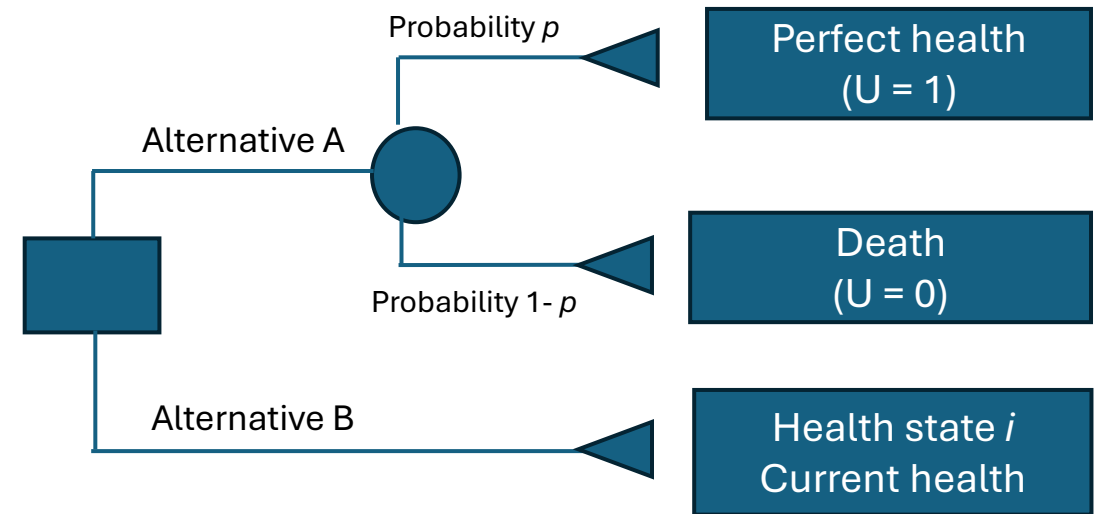 Probability p
Perfect health
(U = 1)
Alternative A
Death
(U = 0)
Probability 1- p
Alternative B
Health state i
Current health